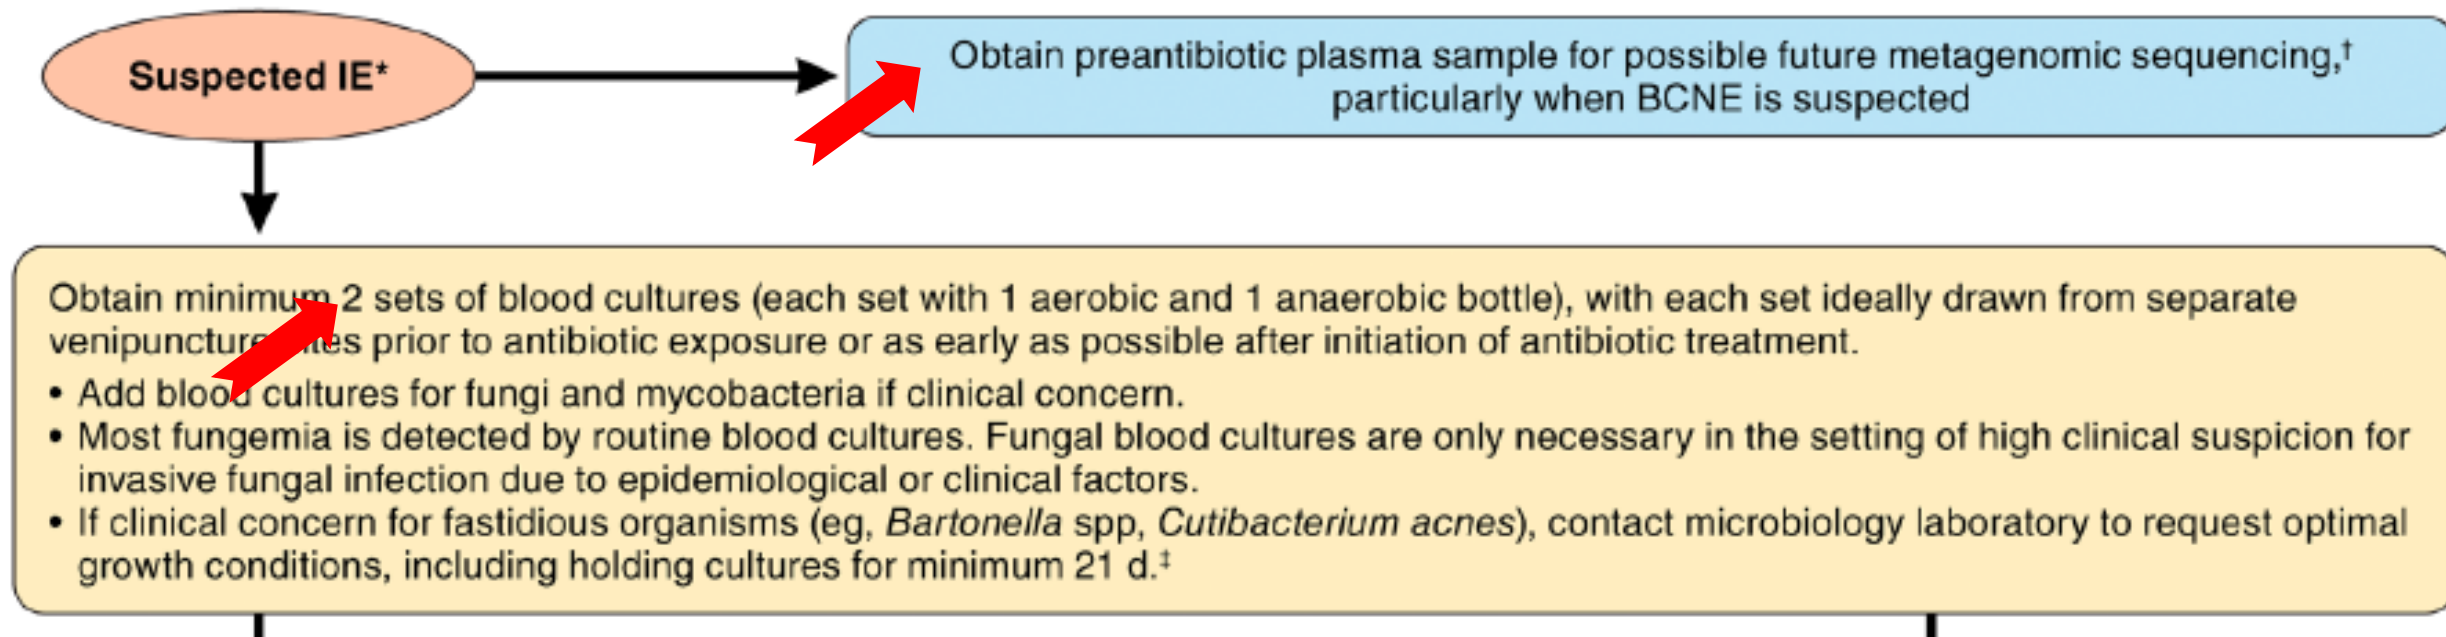 Suspected IE*
Obtain preantibiotic plasma sample for possible future metagenomic sequencing,†
particularly when BCNE is suspected
Obtain minimum 2 sets of blood cultures (each set with 1 aerobic and 1 anaerobic bottle), with each set ideally drawn from separate
venipuncture sites prior to antibiotic exposure or as early as possible after initiation of antibiotic treatment.
• Add blood cultures for fungi and mycobacteria if clinical concern.
• Most fungemia is detected by routine blood cultures. Fungal blood cultures are only necessary in the setting of high clinical suspicion for
invasive fungal infection due to epidemiological or clinical factors.
• If clinical concern for fastidious organisms (eg, Bartonella spp, Cutibacterium acnes), contact microbiology laboratory to request optimal
growth conditions, including holding cultures for minimum 21 d.‡